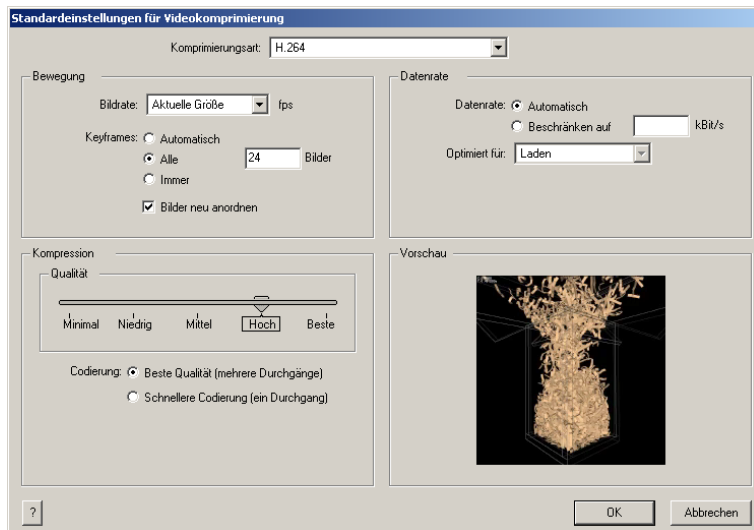 Standardeinstellungen für Videokomprimierung
Komprimierungsart: H.264
Bewegung
Bildrate: Aktuelle Größe fps
Keyframes: Automatisch
Alle 24 Bilder
Immer
Bilder neu anordnen
Datenrate
Datenrate: Automatisch
Beschränken auf kBit/s
Optimiert für: Laden
Kompression
Qualität
Minimal Niedrig Mittel Hoch Beste
Codierung: Beste Qualität (mehrere Durchgänge)
Schnellere Codierung (ein Durchgang)
Vorschau
? OK Abbrechen